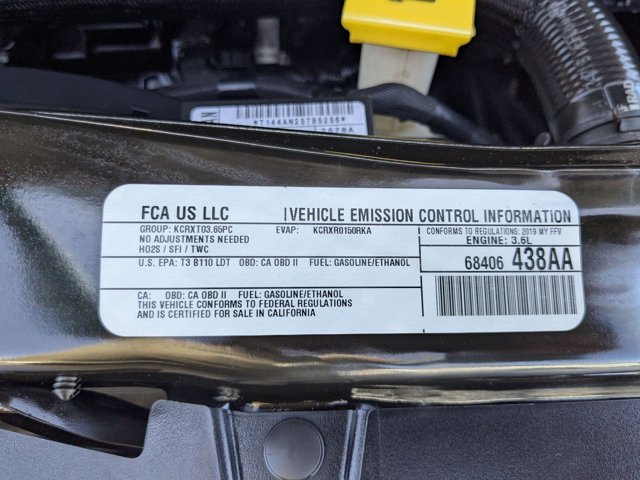 *T144AN2378525S*
FCA US LLC
VEHICLE EMISSION CONTROL INFORMATION
GROUP: KCRXT03.65PC EVAP: KCRXR0150RKA CONFORMS TO REGULATIONS: 2019 MY FFV
NO ADJUSTMENTS NEEDED ENGINE: 3.6L
HO2S / SFI / TWC
U.S. EPA: T3 B110 LDT OBD: CA OBD II FUEL: GASOLINE/ETHANOL 68406 438AA
CA: OBD: CA OBD II FUEL: GASOLINE/ETHANOL
THIS VEHICLE CONFORMS TO FEDERAL REGULATIONS
AND IS CERTIFIED FOR SALE IN CALIFORNIA